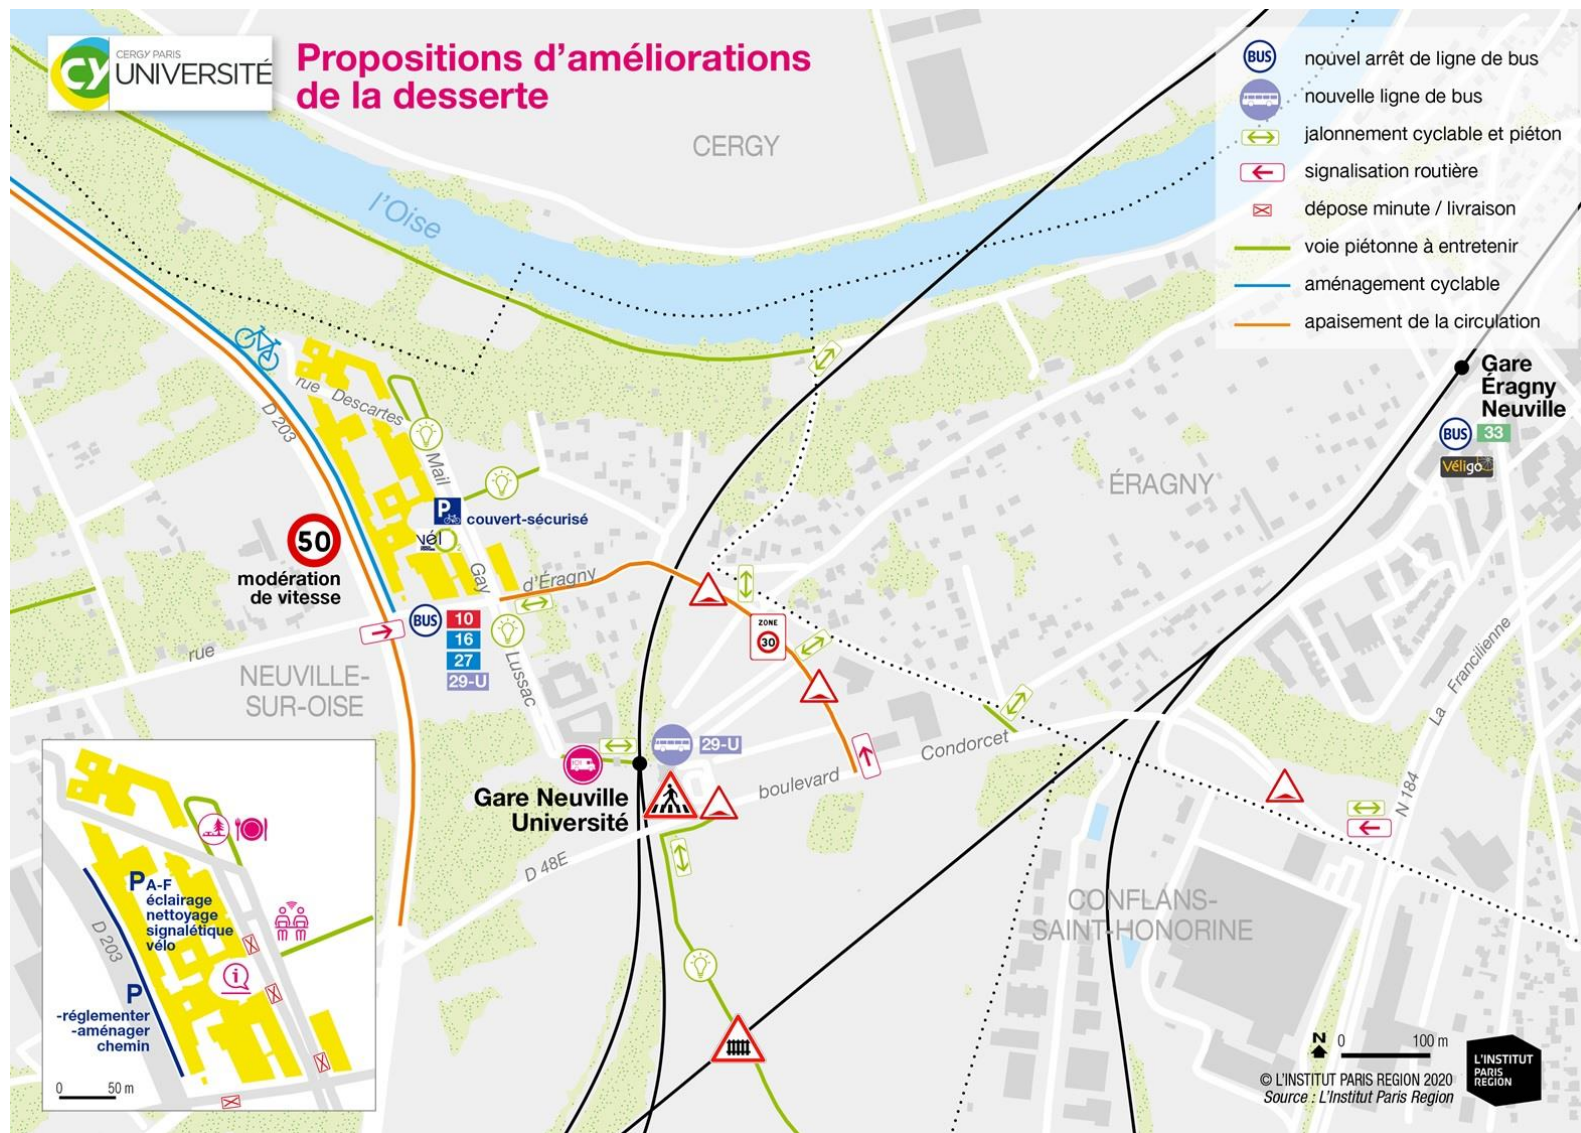 CERGY PARIS
CY UNIVERSITÉ
Propositions d'améliorations
de la desserte
BUS nouvel arrêt de ligne de bus
nouvelle ligne de bus
jalonnement cyclable et piéton
signalisation routière
dépose minute / livraison
voie piétonne à entretenir
aménagement cyclable
apaisement de la circulation
CERGY
l'Oise
Gare
Éragny
Neuville
BUS 33
Véligo
rue Descartes
D 203
Mail
ÉRAGNY
P
couvert-sécurisé
vél
50
modération
de vitesse
Gay
d'Éragny
BUS 10
16
27
29-U
ZONE
30
rue
Lussac
NEUVILLE-
SUR-OISE
La Francilienne
29-U
Condorcet
boulevard
Gare Neuville
Université
N 184
D 48E
CONFLANS-
SAINT-HONORINE
P A-F
éclairage
nettoyage
signalétique
vélo
D 203
i
P
-réglementer
-aménager
chemin
0 50 m
N 0 100 m
© L'INSTITUT PARIS REGION 2020
Source : L'Institut Paris Region
L'INSTITUT
PARIS
REGION